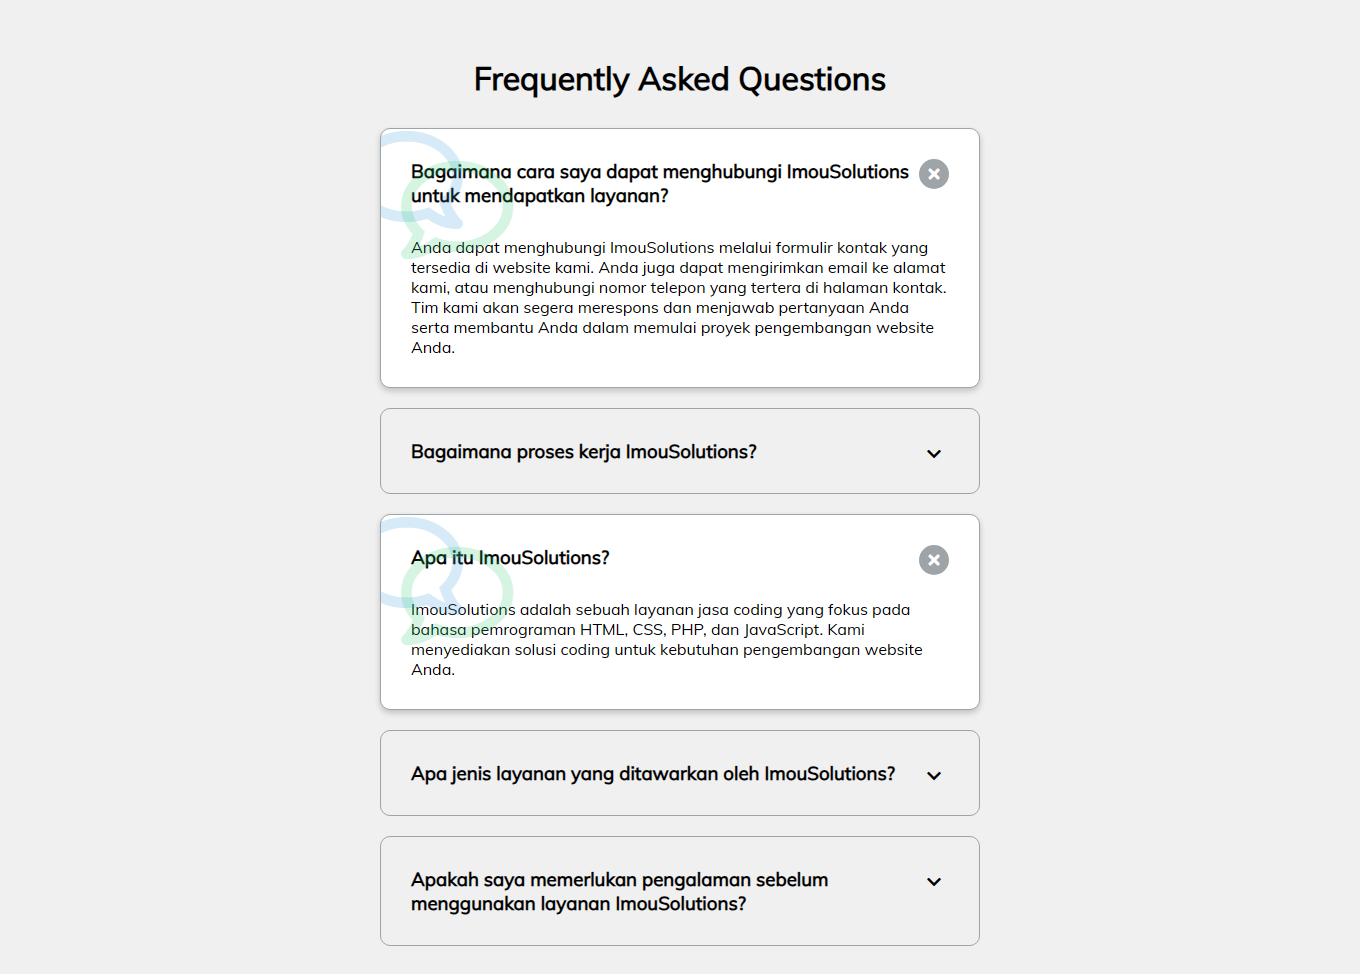 Frequently Asked Questions
Bagaimana cara saya dapat menghubungi ImouSolutions
untuk mendapatkan layanan?
Anda dapat menghubungi ImouSolutions melalui formulir kontak yang
tersedia di website kami. Anda juga dapat mengirimkan email ke alamat
kami, atau menghubungi nomor telepon yang tertera di halaman kontak.
Tim kami akan segera merespons dan menjawab pertanyaan Anda
serta membantu Anda dalam memulai proyek pengembangan website
Anda.
Bagaimana proses kerja ImouSolutions?
Apa itu ImouSolutions?
ImouSolutions adalah sebuah layanan jasa coding yang fokus pada
bahasa pemrograman HTML, CSS, PHP, dan JavaScript. Kami
menyediakan solusi coding untuk kebutuhan pengembangan website
Anda.
Apa jenis layanan yang ditawarkan oleh ImouSolutions?
Apakah saya memerlukan pengalaman sebelum
menggunakan layanan ImouSolutions?